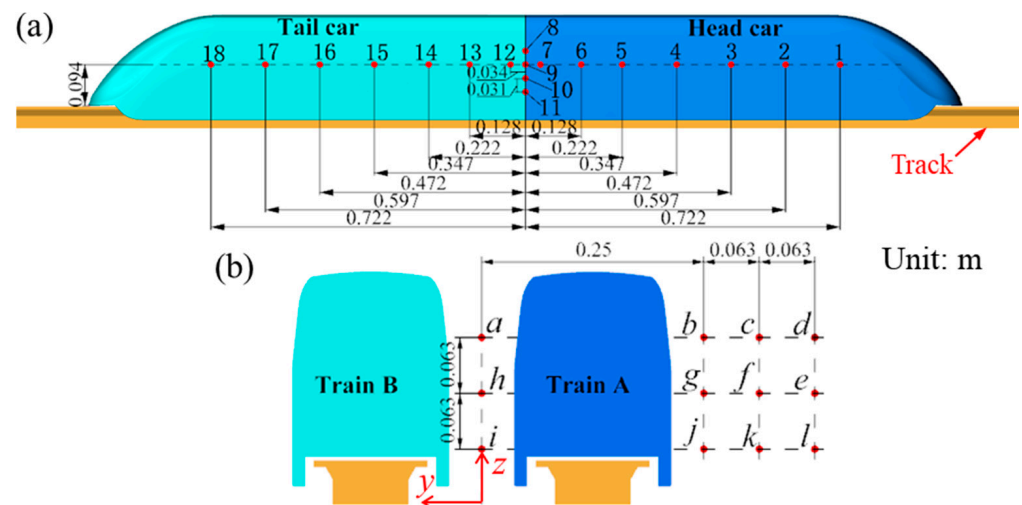 (a)
Tail car
Head car
8
18 17 16 15 14 13 12 7 6 5 4 3 2 1
9
0.094
0.034
10
0.031
11
0.128 0.128
0.222 0.222
0.347 0.347
0.472 0.472
0.597 0.597
0.722 0.722
Track
(b)
0.25 0.063 0.063
Unit: m
a b c d
0.063
Train B
h
Train A
g f e
0.063
i j k l
z
y